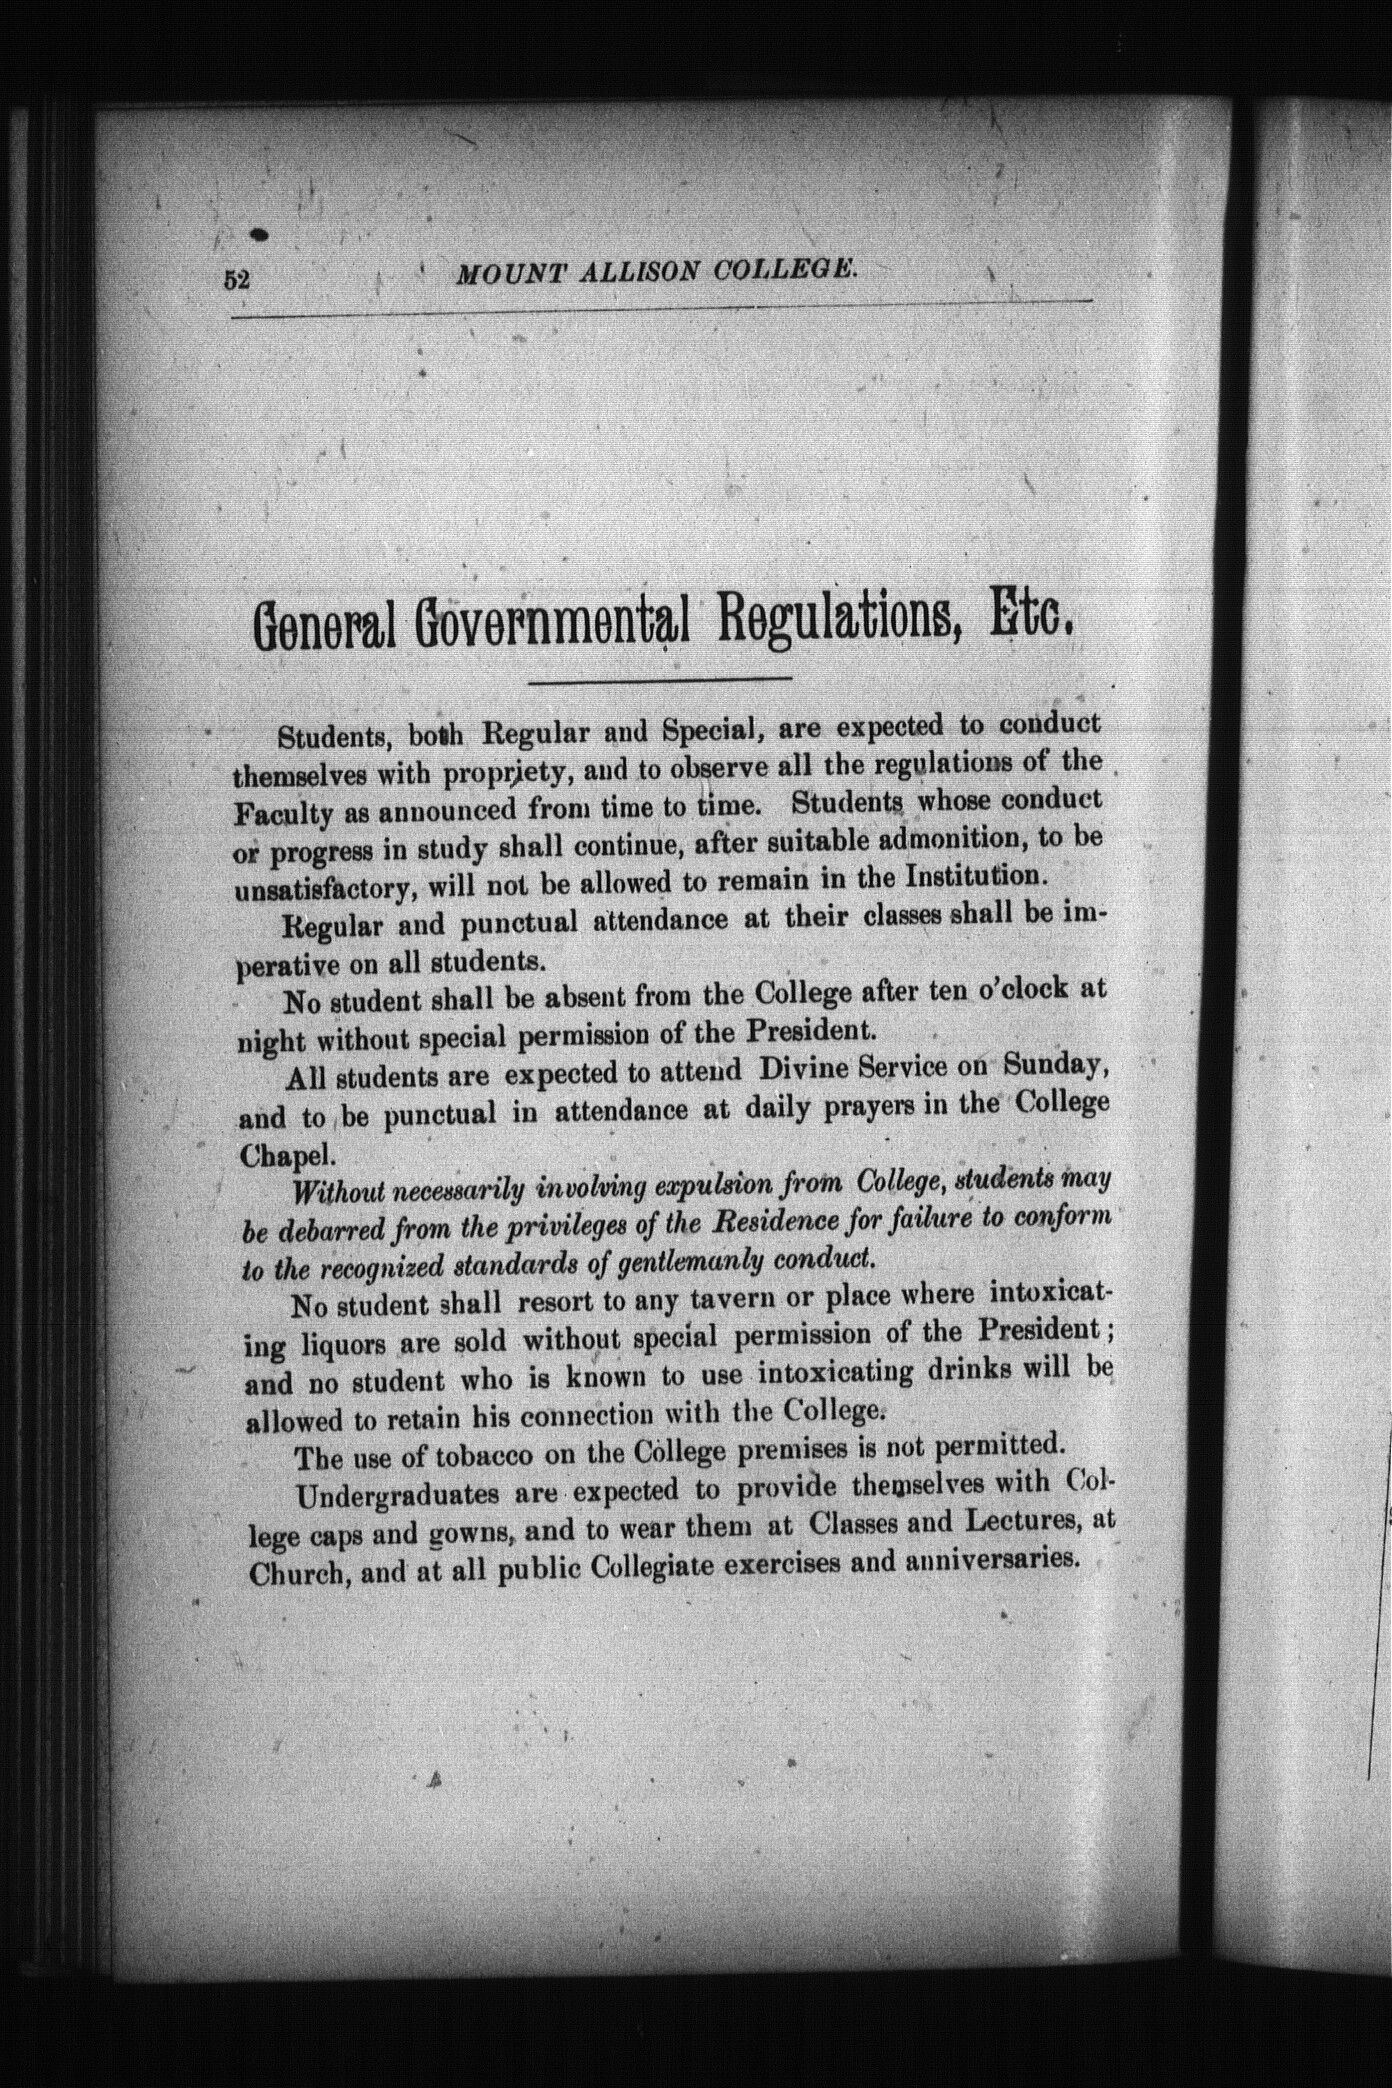 52
MOUNT ALLISON COLLEGE.
General Governmental Regulations, Etc.
Students, both Regular and Special, are expected to conduct
themselves with propriety, and to observe all the regulations of the
Faculty as announced from time to time. Students whose conduct
or progress in study shall continue, after suitable admonition, to be
unsatisfactory, will not be allowed to remain in the Institution.
Regular and punctual attendance at their classes shall be im-
perative on all students.
No student shall be absent from the College after ten o'clock at
night without special permission of the President.
All students are expected to attend Divine Service on Sunday,
and to be punctual in attendance at daily prayers in the College
Chapel.
Without necessarily involving expulsion from College, students may
be debarred from the privileges of the Residence for failure to conform
to the recognized standards of gentlemanly conduct.
No student shall resort to any tavern or place where intoxicat-
ing liquors are sold without special permission of the President;
and no student who is known to use intoxicating drinks will be
allowed to retain his connection with the College.
The use of tobacco on the College premises is not permitted.
Undergraduates are expected to provide themselves with Col-
lege caps and gowns, and to wear them at Classes and Lectures, at
Church, and at all public Collegiate exercises and anniversaries.